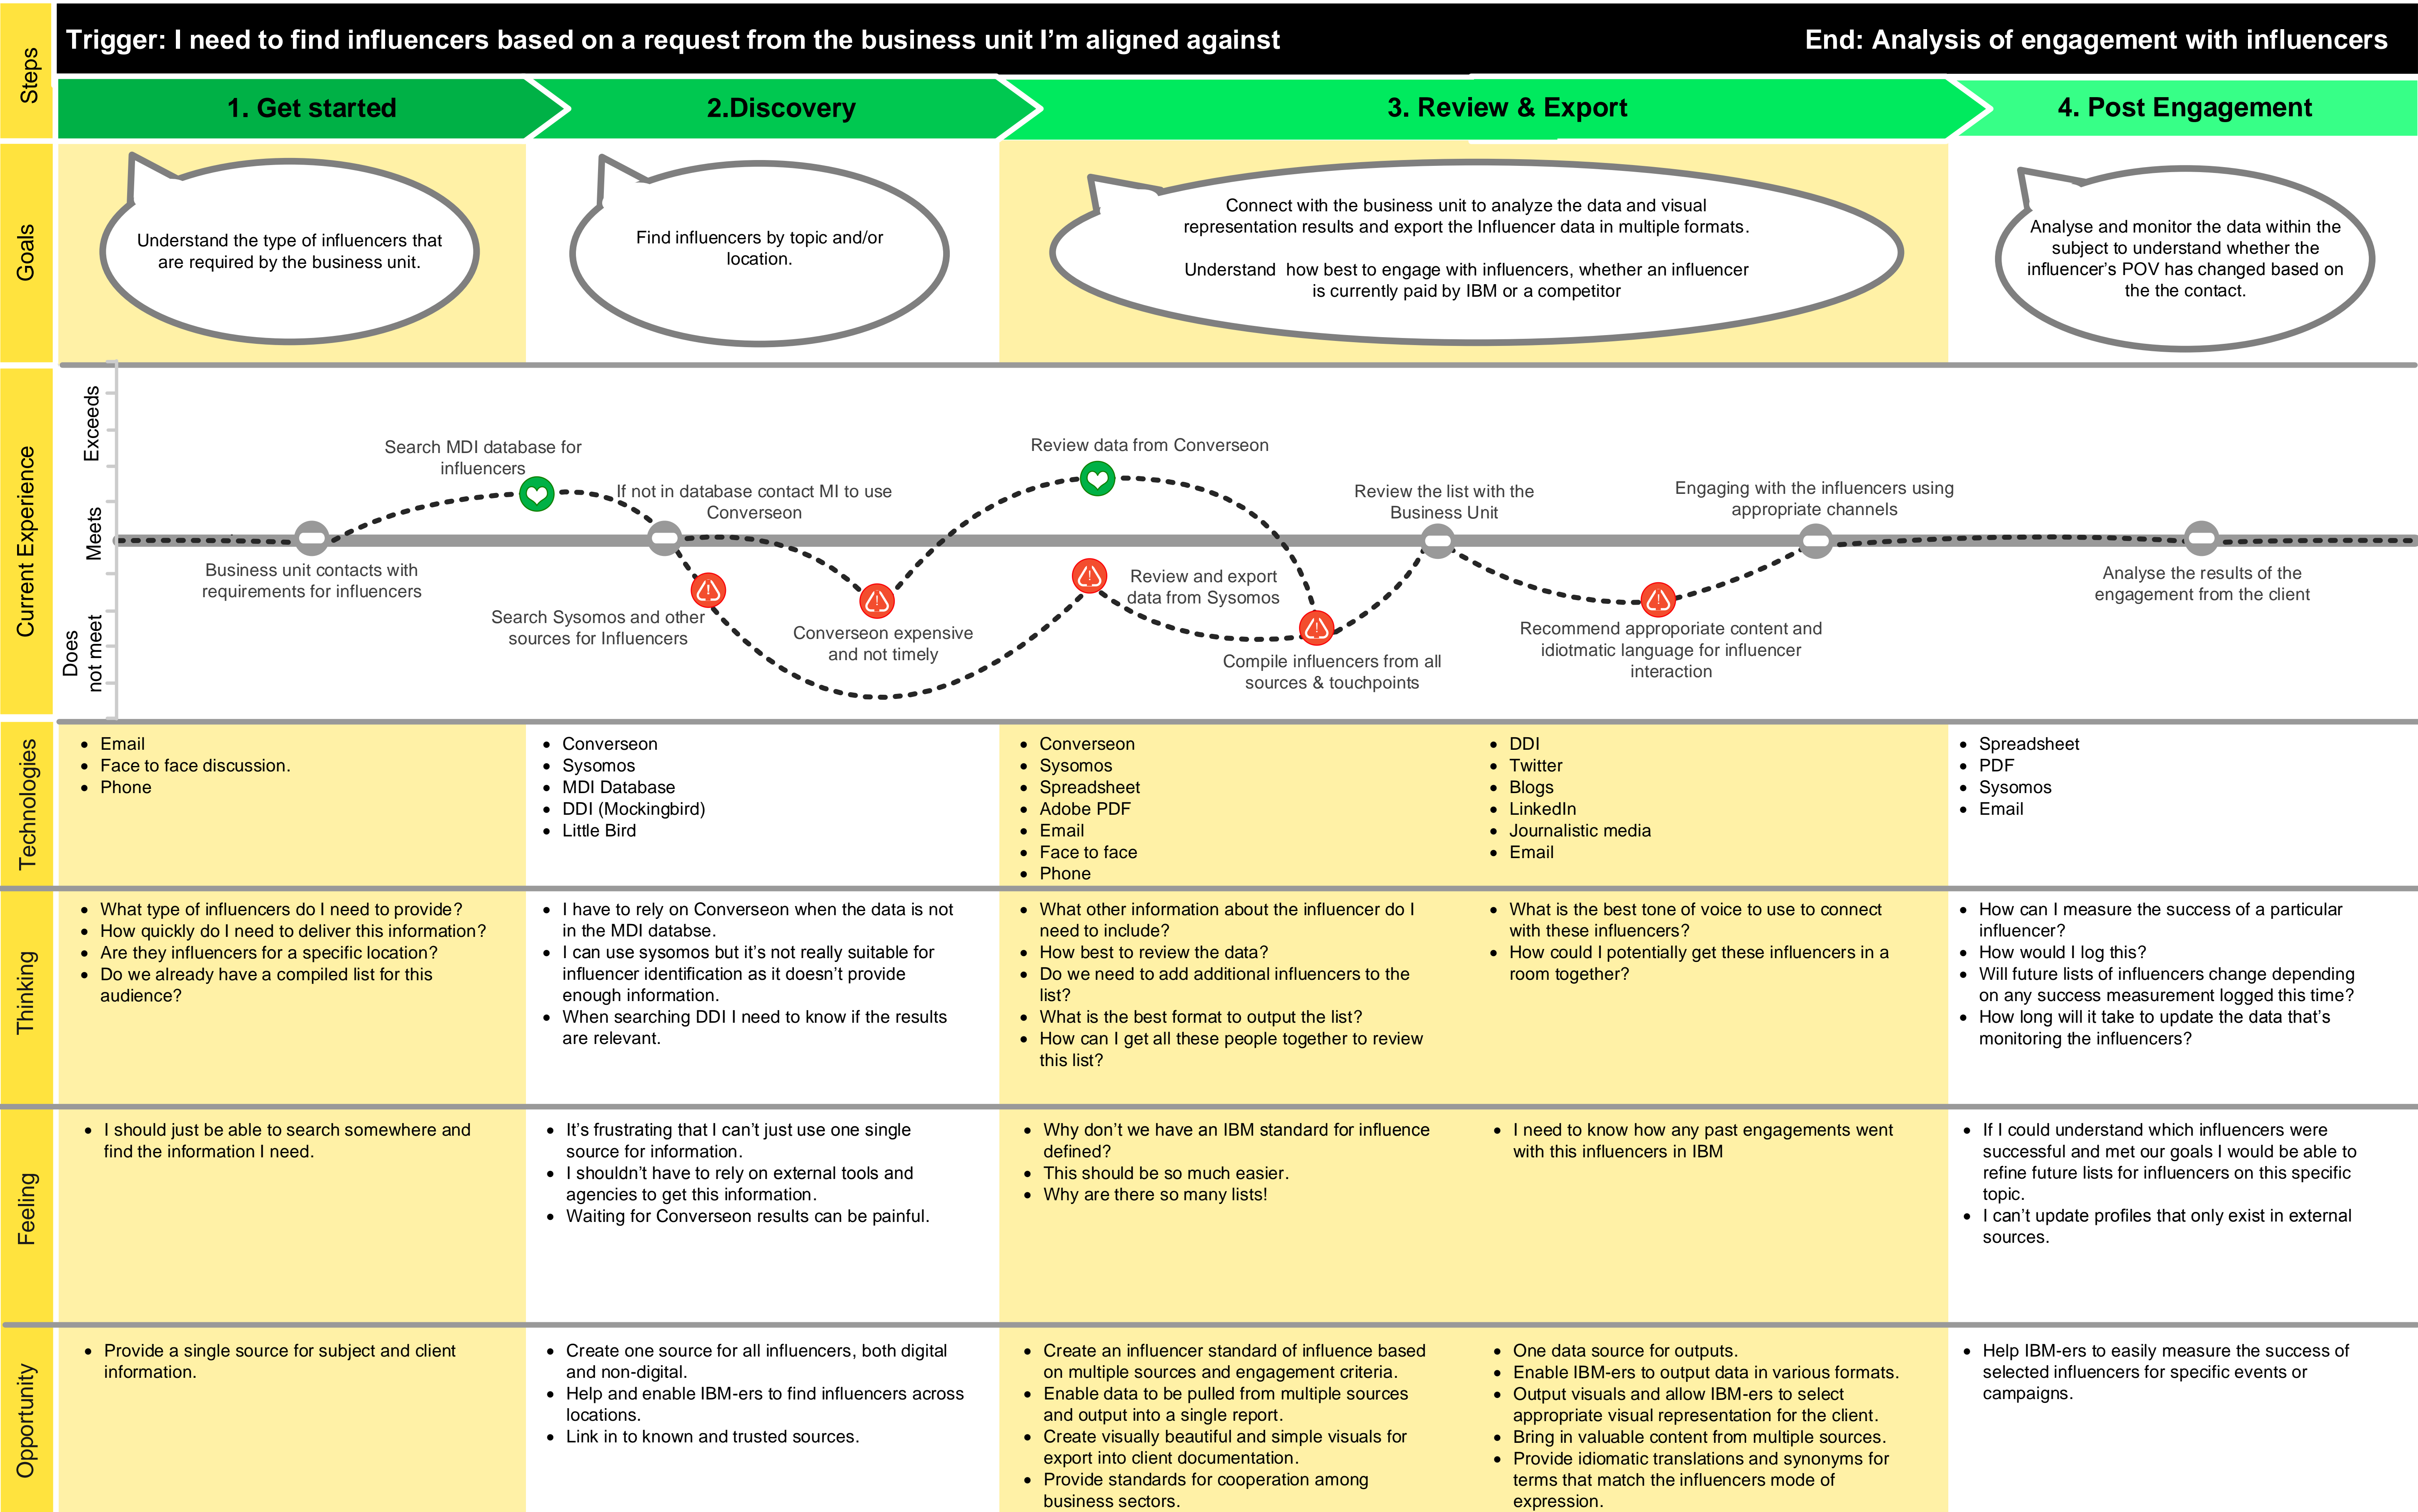 Steps
Trigger: I need to find influencers based on a request from the business unit I’m aligned against
End: Analysis of engagement with influencers
1. Get started
2.Discovery
3. Review & Export
4. Post Engagement
Goals
Understand the type of influencers that
are required by the business unit.
Find influencers by topic and/or
location.
Connect with the business unit to analyze the data and visual
representation results and export the Influencer data in multiple formats.
Understand  how best to engage with influencers, whether an influencer
is currently paid by IBM or a competitor
Analyse and monitor the data within the
subject to understand whether the
influencer’s POV has changed based on
the the contact.
Current Experience
Exceeds
Meets
Does
not meet
Business unit contacts with
requirements for influencers
Search MDI database for
influencers
If not in database contact MI to use
Converseon
Search Sysomos and other
sources for Influencers
Converseon expensive
and not timely
Review data from Converseon
Review and export
data from Sysomos
Compile influencers from all
sources & touchpoints
Review the list with the
Business Unit
Recommend approporiate content and
idiotmatic language for influencer
interaction
Engaging with the influencers using
appropriate channels
Analyse the results of the
engagement from the client
Technologies
• Email
• Face to face discussion.
• Phone
• Converseon
• Sysomos
• MDI Database
• DDI (Mockingbird)
• Little Bird
• Converseon
• Sysomos
• Spreadsheet
• Adobe PDF
• Email
• Face to face
• Phone
• DDI
• Twitter
• Blogs
• LinkedIn
• Journalistic media
• Email
• Spreadsheet
• PDF
• Sysomos
• Email
Thinking
• What type of influencers do I need to provide?
• How quickly do I need to deliver this information?
• Are they influencers for a specific location?
• Do we already have a compiled list for this
audience?
• I have to rely on Converseon when the data is not
in the MDI databse.
• I can use sysomos but it’s not really suitable for
influencer identification as it doesn’t provide
enough information.
• When searching DDI I need to know if the results
are relevant.
• What other information about the influencer do I
need to include?
• How best to review the data?
• Do we need to add additional influencers to the
list?
• What is the best format to output the list?
• How can I get all these people together to review
this list?
• What is the best tone of voice to use to connect
with these influencers?
• How could I potentially get these influencers in a
room together?
• How can I measure the success of a particular
influencer?
• How would I log this?
• Will future lists of influencers change depending
on any success measurement logged this time?
• How long will it take to update the data that’s
monitoring the influencers?
Feeling
• I should just be able to search somewhere and
find the information I need.
• It’s frustrating that I can’t just use one single
source for information.
• I shouldn’t have to rely on external tools and
agencies to get this information.
• Waiting for Converseon results can be painful.
• Why don’t we have an IBM standard for influence
defined?
• This should be so much easier.
• Why are there so many lists!
• I need to know how any past engagements went
with this influencers in IBM
• If I could understand which influencers were
successful and met our goals I would be able to
refine future lists for influencers on this specific
topic.
• I can’t update profiles that only exist in external
sources.
Opportunity
• Provide a single source for subject and client
information.
• Create one source for all influencers, both digital
and non-digital.
• Help and enable IBM-ers to find influencers across
locations.
• Link in to known and trusted sources.
• Create an influencer standard of influence based
on multiple sources and engagement criteria.
• Enable data to be pulled from multiple sources
and output into a single report.
• Create visually beautiful and simple visuals for
export into client documentation.
• Provide standards for cooperation among
business sectors.
• One data source for outputs.
• Enable IBM-ers to output data in various formats.
• Output visuals and allow IBM-ers to select
appropriate visual representation for the client.
• Bring in valuable content from multiple sources.
• Provide idiomatic translations and synonyms for
terms that match the influencers mode of
expression.
• Help IBM-ers to easily measure the success of
selected influencers for specific events or
campaigns.